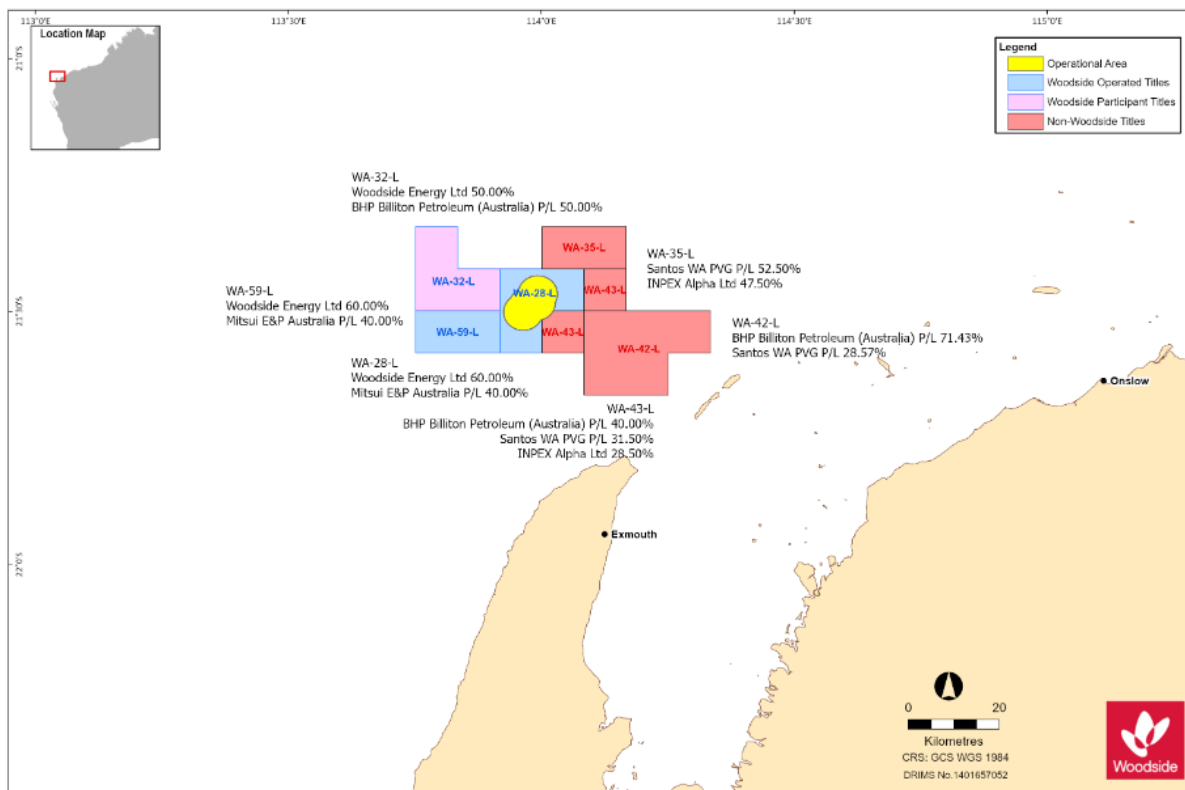 113°0'E
113°30'E
114°0'E
114°30'E
115°0'E
21°0'S
21°30'S
22°0'S
Location Map
Legend
Operational Area
Woodside Operated Titles
Woodside Participant Titles
Non-Woodside Titles
WA-32-L
Woodside Energy Ltd 50.00%
BHP Billiton Petroleum (Australia) P/L 50.00%
WA-35-L
WA-35-L
Santos WA PVG P/L 52.50%
INPEX Alpha Ltd 47.50%
WA-32-L
WA-28-L
WA-43-L
WA-59-L
Woodside Energy Ltd 60.00%
Mitsui E&P Australia P/L 40.00%
WA-59-L
WA-43-L
WA-42-L
WA-42-L
BHP Billiton Petroleum (Australia) P/L 71.43%
Santos WA PVG P/L 28.57%
WA-28-L
Woodside Energy Ltd 60.00%
Mitsui E&P Australia P/L 40.00%
WA-43-L
BHP Billiton Petroleum (Australia) P/L 40.00%
Santos WA PVG P/L 31.50%
INPEX Alpha Ltd 28.50%
Onslow
Exmouth
0 20
Kilometres
CRS: GCS WGS 1984
DRIMS No.1401657052
Woodside